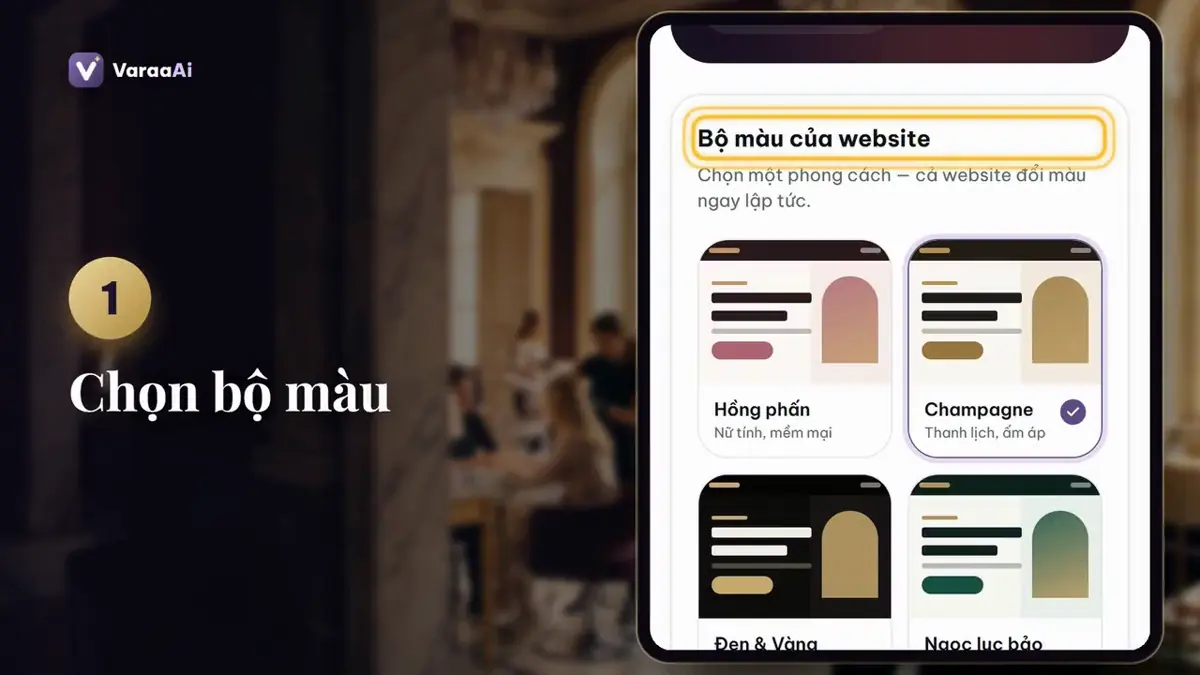 VaraaAi
1
Chọn bộ màu
Bộ màu của website
Chọn một phong cách — cả website đổi màu
ngay lập tức.
Hồng phấn
Nữ tính, mềm mại
Champagne
Thanh lịch, ấm áp
Đen & Vàng
Ngọc lục bảo